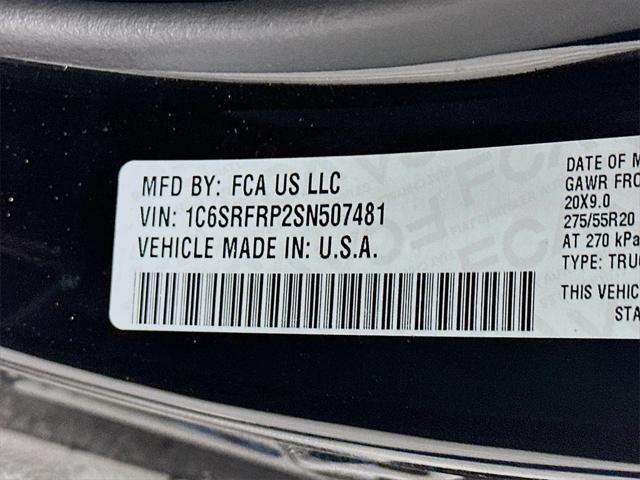 MFD BY: FCA US LLC
VIN: 1C6SRFRP2SN507481
VEHICLE MADE IN: U.S.A.
DATE OF M
GAWR FRO
20X9.0
275/55R20
AT 270 kPa
TYPE: TRUC
THIS VEHIC
STA